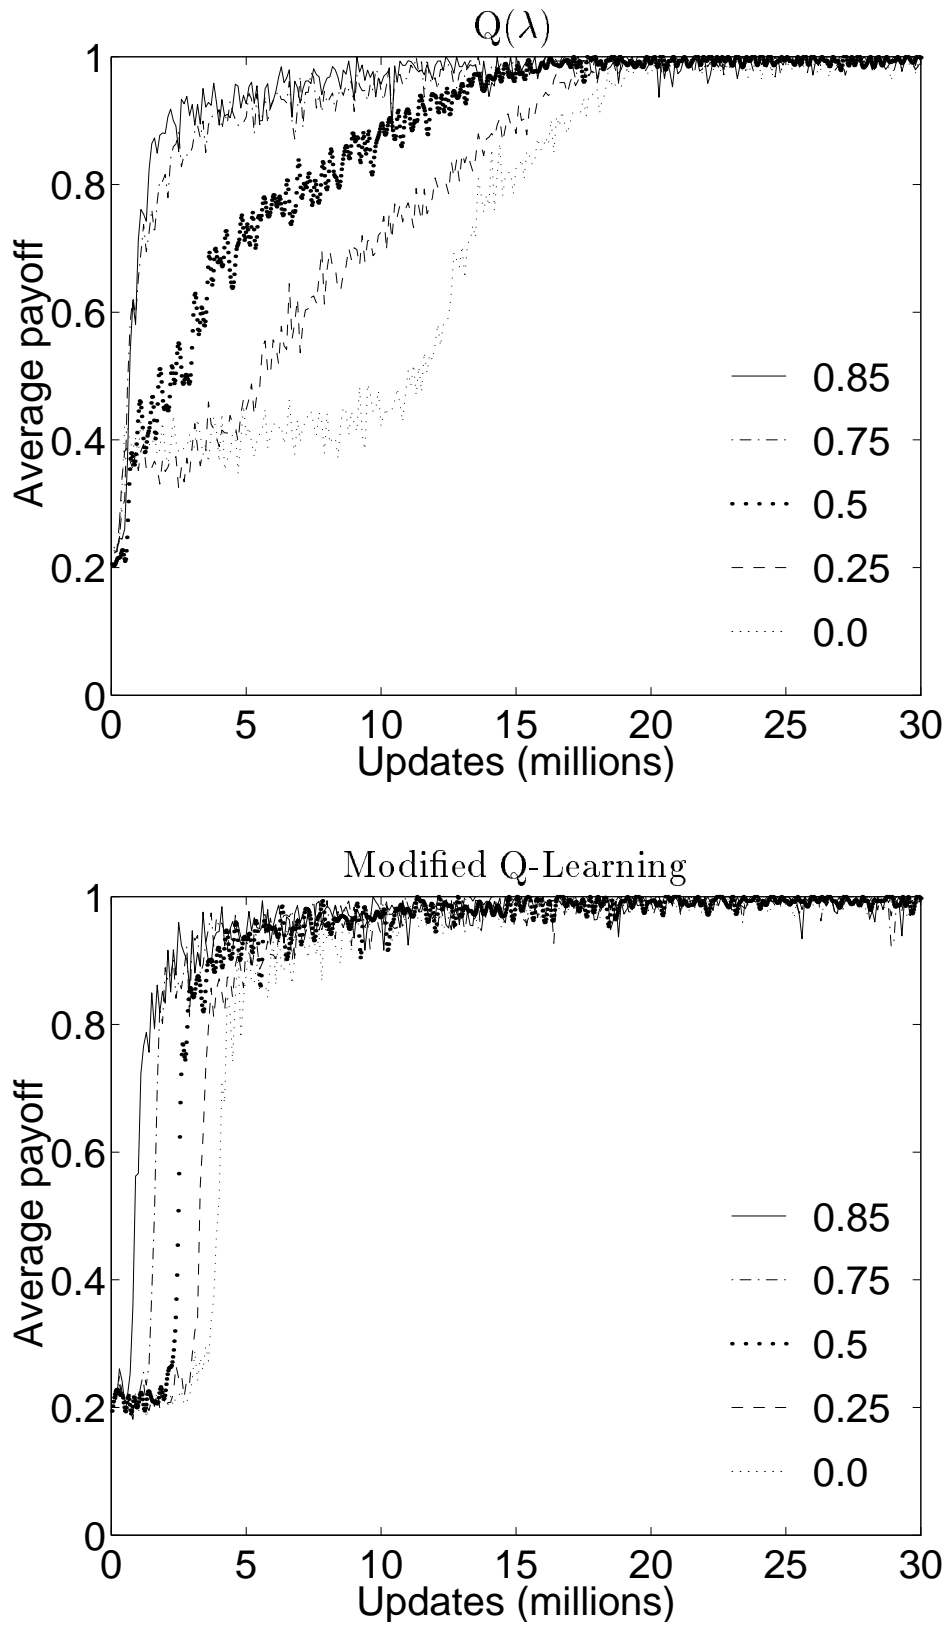 Q(λ)
1
0.8
0.6
0.4
0.2
0
Average payoff
0 5 10 15 20 25 30
Updates (millions)
0.85
0.75
0.5
0.25
0.0
Modified Q-Learning
1
0.8
0.6
0.4
0.2
0
Average payoff
0 5 10 15 20 25 30
Updates (millions)
0.85
0.75
0.5
0.25
0.0